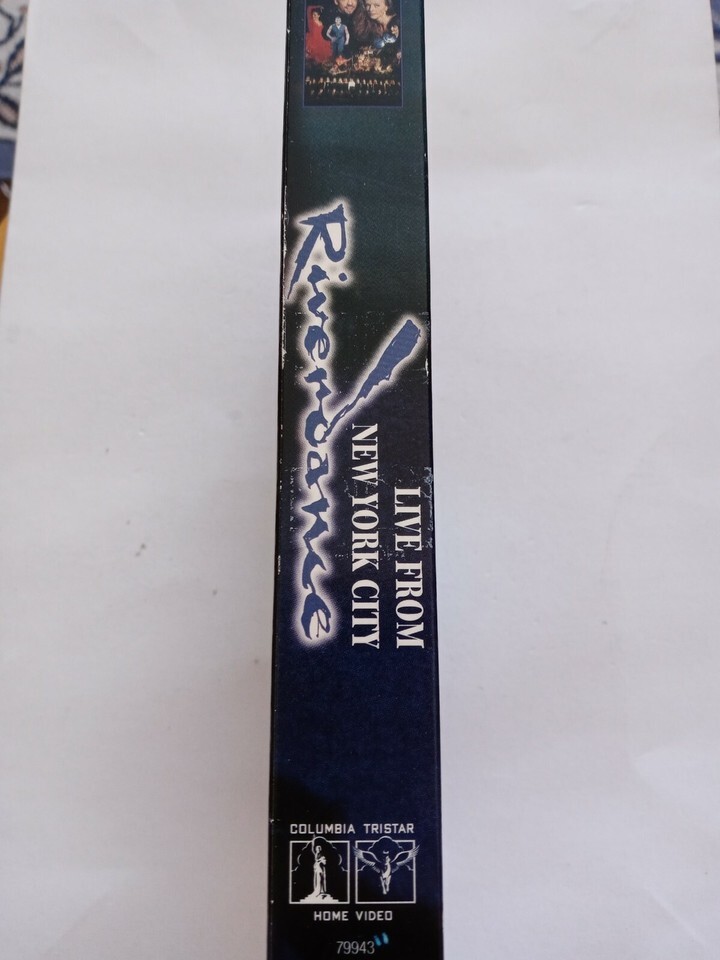 Riverdance
LIVE FROM
NEW YORK CITY
COLUMBIA TRISTAR
HOME VIDEO
79943